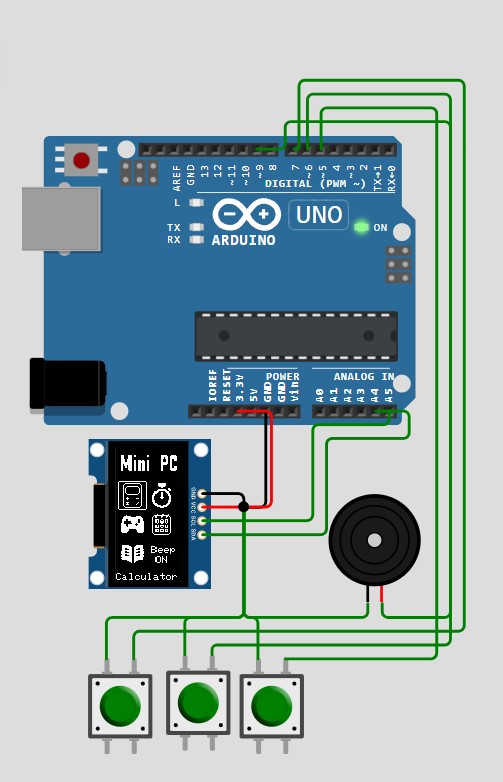 AREF
GND
13
12
~11
~10
~9
8
7
~6
~5
4
~3
2
TX→1
RX←0
DIGITAL (PWM ~)
L
TX
RX
UNO
ON
ARDUINO
POWER
ANALOG IN
IOREF
RESET
3.3V
5V
GND
GND
Vin
A0
A1
A2
A3
A4
A5
Mini PC
GND VCC SCL SDA
Beep
ON
Calculator